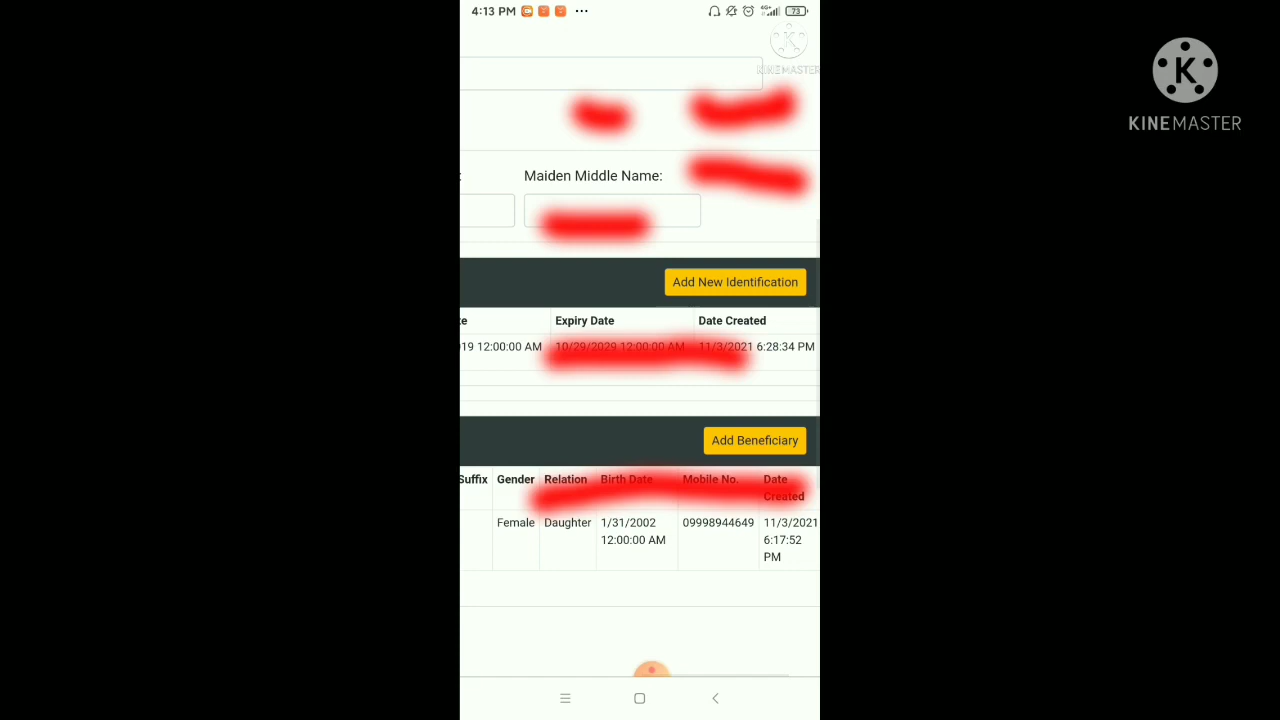 4:13 PM
73
KINEMASTER
K
KINEMASTER
Maiden Middle Name:
Add New Identification
Expiry Date Date Created
19 12:00:00 AM 10/29/2029 12:00:00 AM 11/3/2021 6:28:34 PM
Add Beneficiary
Suffix Gender Relation Birth Date Mobile No. Date
Created
Female Daughter 1/31/2002 09998944649 11/3/2021
12:00:00 AM 6:17:52
PM